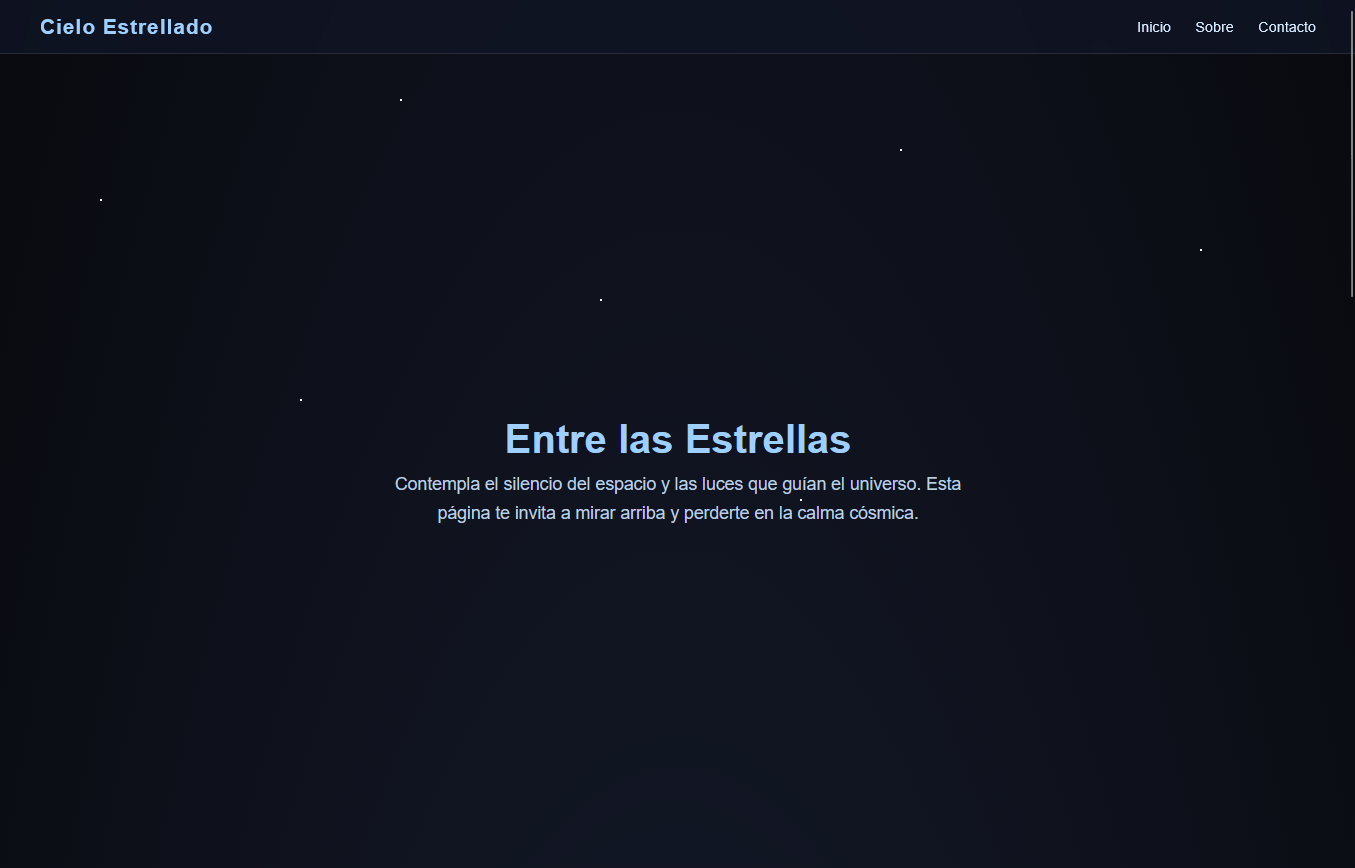 Cielo Estrellado
Inicio Sobre Contacto
Entre las Estrellas
Contempla el silencio del espacio y las luces que guían el universo. Esta
página te invita a mirar arriba y perderte en la calma cósmica.